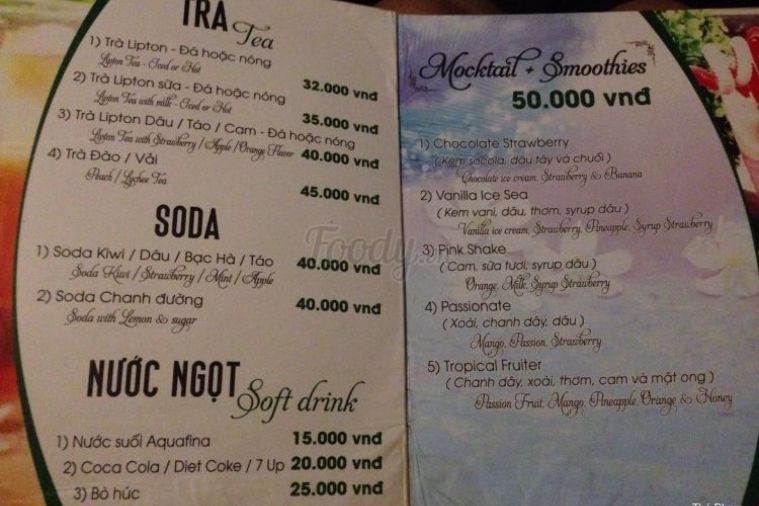 TRÀ Tea
1) Trà Lipton - Đá hoặc nóng
Lipton Tea - Iced or Hot
32.000 vnđ
2) Trà Lipton sữa - Đá hoặc nóng
Lipton Tea with milk - Iced or Hot
35.000 vnđ
3) Trà Lipton Dâu / Táo / Cam - Đá hoặc nóng
Lipton Tea with Strawberry / Apple / Orange Flavor
40.000 vnđ
4) Trà Đào / Vải
Peach / Lychee Tea
45.000 vnđ
SODA
1) Soda Kiwi / Dâu / Bạc Hà / Táo
40.000 vnđ
Soda Kiwi / Strawberry / Mint / Apple
2) Soda Chanh đường
40.000 vnđ
Soda with Lemon & sugar
NƯỚC NGỌT Soft drink
1) Nước suối Aquafina 15.000 vnđ
2) Coca Cola / Diet Coke / 7 Up 20.000 vnđ
3) Bò húc 25.000 vnđ
Mocktail + Smoothies
50.000 vnđ
1) Chocolate Strawberry
( Kem sôcôla, dâu tây và chuối )
Chocolate ice cream, Strawberry & Banana
2) Vanilla Ice Sea
( Kem vani, dâu, thơm, syrup dâu )
Vanilla ice cream, Strawberry, Pineapple, Syrup Strawberry
3) Pink Shake
( Cam, sữa tươi, syrup dâu )
Orange, Milk, Syrup Strawberry
4) Passionate
( Xoài, chanh dây, dâu )
Mango, Passion, Strawberry
5) Tropical Fruiter
( Chanh dây, xoài, thơm, cam và mật ong )
Passion Fruit, Mango, Pineapple, Orange & Honey
Foody.vn